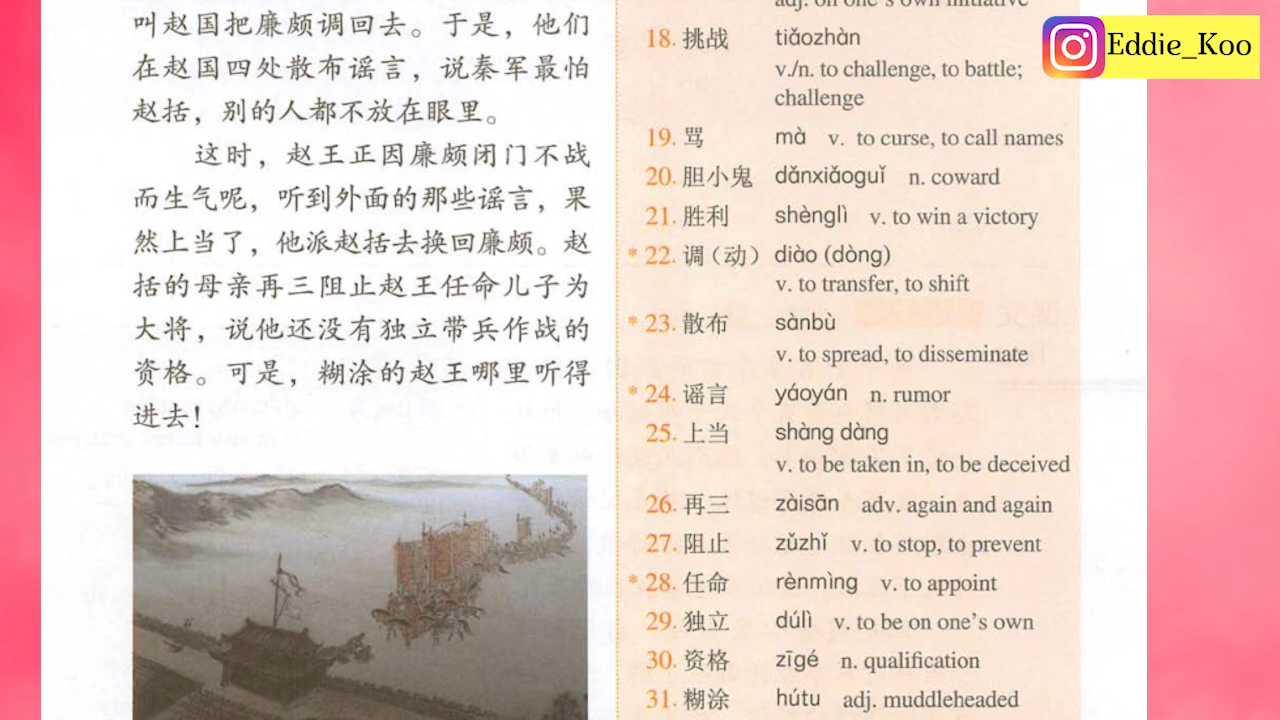 叫赵国把廉颇调回去。于是，他们
在赵国四处散布谣言，说秦军最怕
赵括，别的人都不放在眼里。
这时，赵王正因廉颇闭门不战
而生气呢，听到外面的那些谣言，果
然上当了，他派赵括去换回廉颇。赵
括的母亲再三阻止赵王任命儿子为
大将，说他还没有独立带兵作战的
资格。可是，糊涂的赵王哪里听得
进去！
adj. on one's own initiative
18. 挑战 tiǎozhàn
v./n. to challenge, to battle;
challenge
19. 骂 mà v. to curse, to call names
20. 胆小鬼 dǎnxiǎoguǐ n. coward
21. 胜利 shènglì v. to win a victory
*22. 调（动） diào (dòng)
v. to transfer, to shift
*23. 散布 sànbù
v. to spread, to disseminate
*24. 谣言 yáoyán n. rumor
25. 上当 shàng dàng
v. to be taken in, to be deceived
26. 再三 zàisān adv. again and again
27. 阻止 zǔzhǐ v. to stop, to prevent
*28. 任命 rènmìng v. to appoint
29. 独立 dúlì v. to be on one's own
30. 资格 zīgé n. qualification
31. 糊涂 hútu adj. muddleheaded
Eddie_Koo